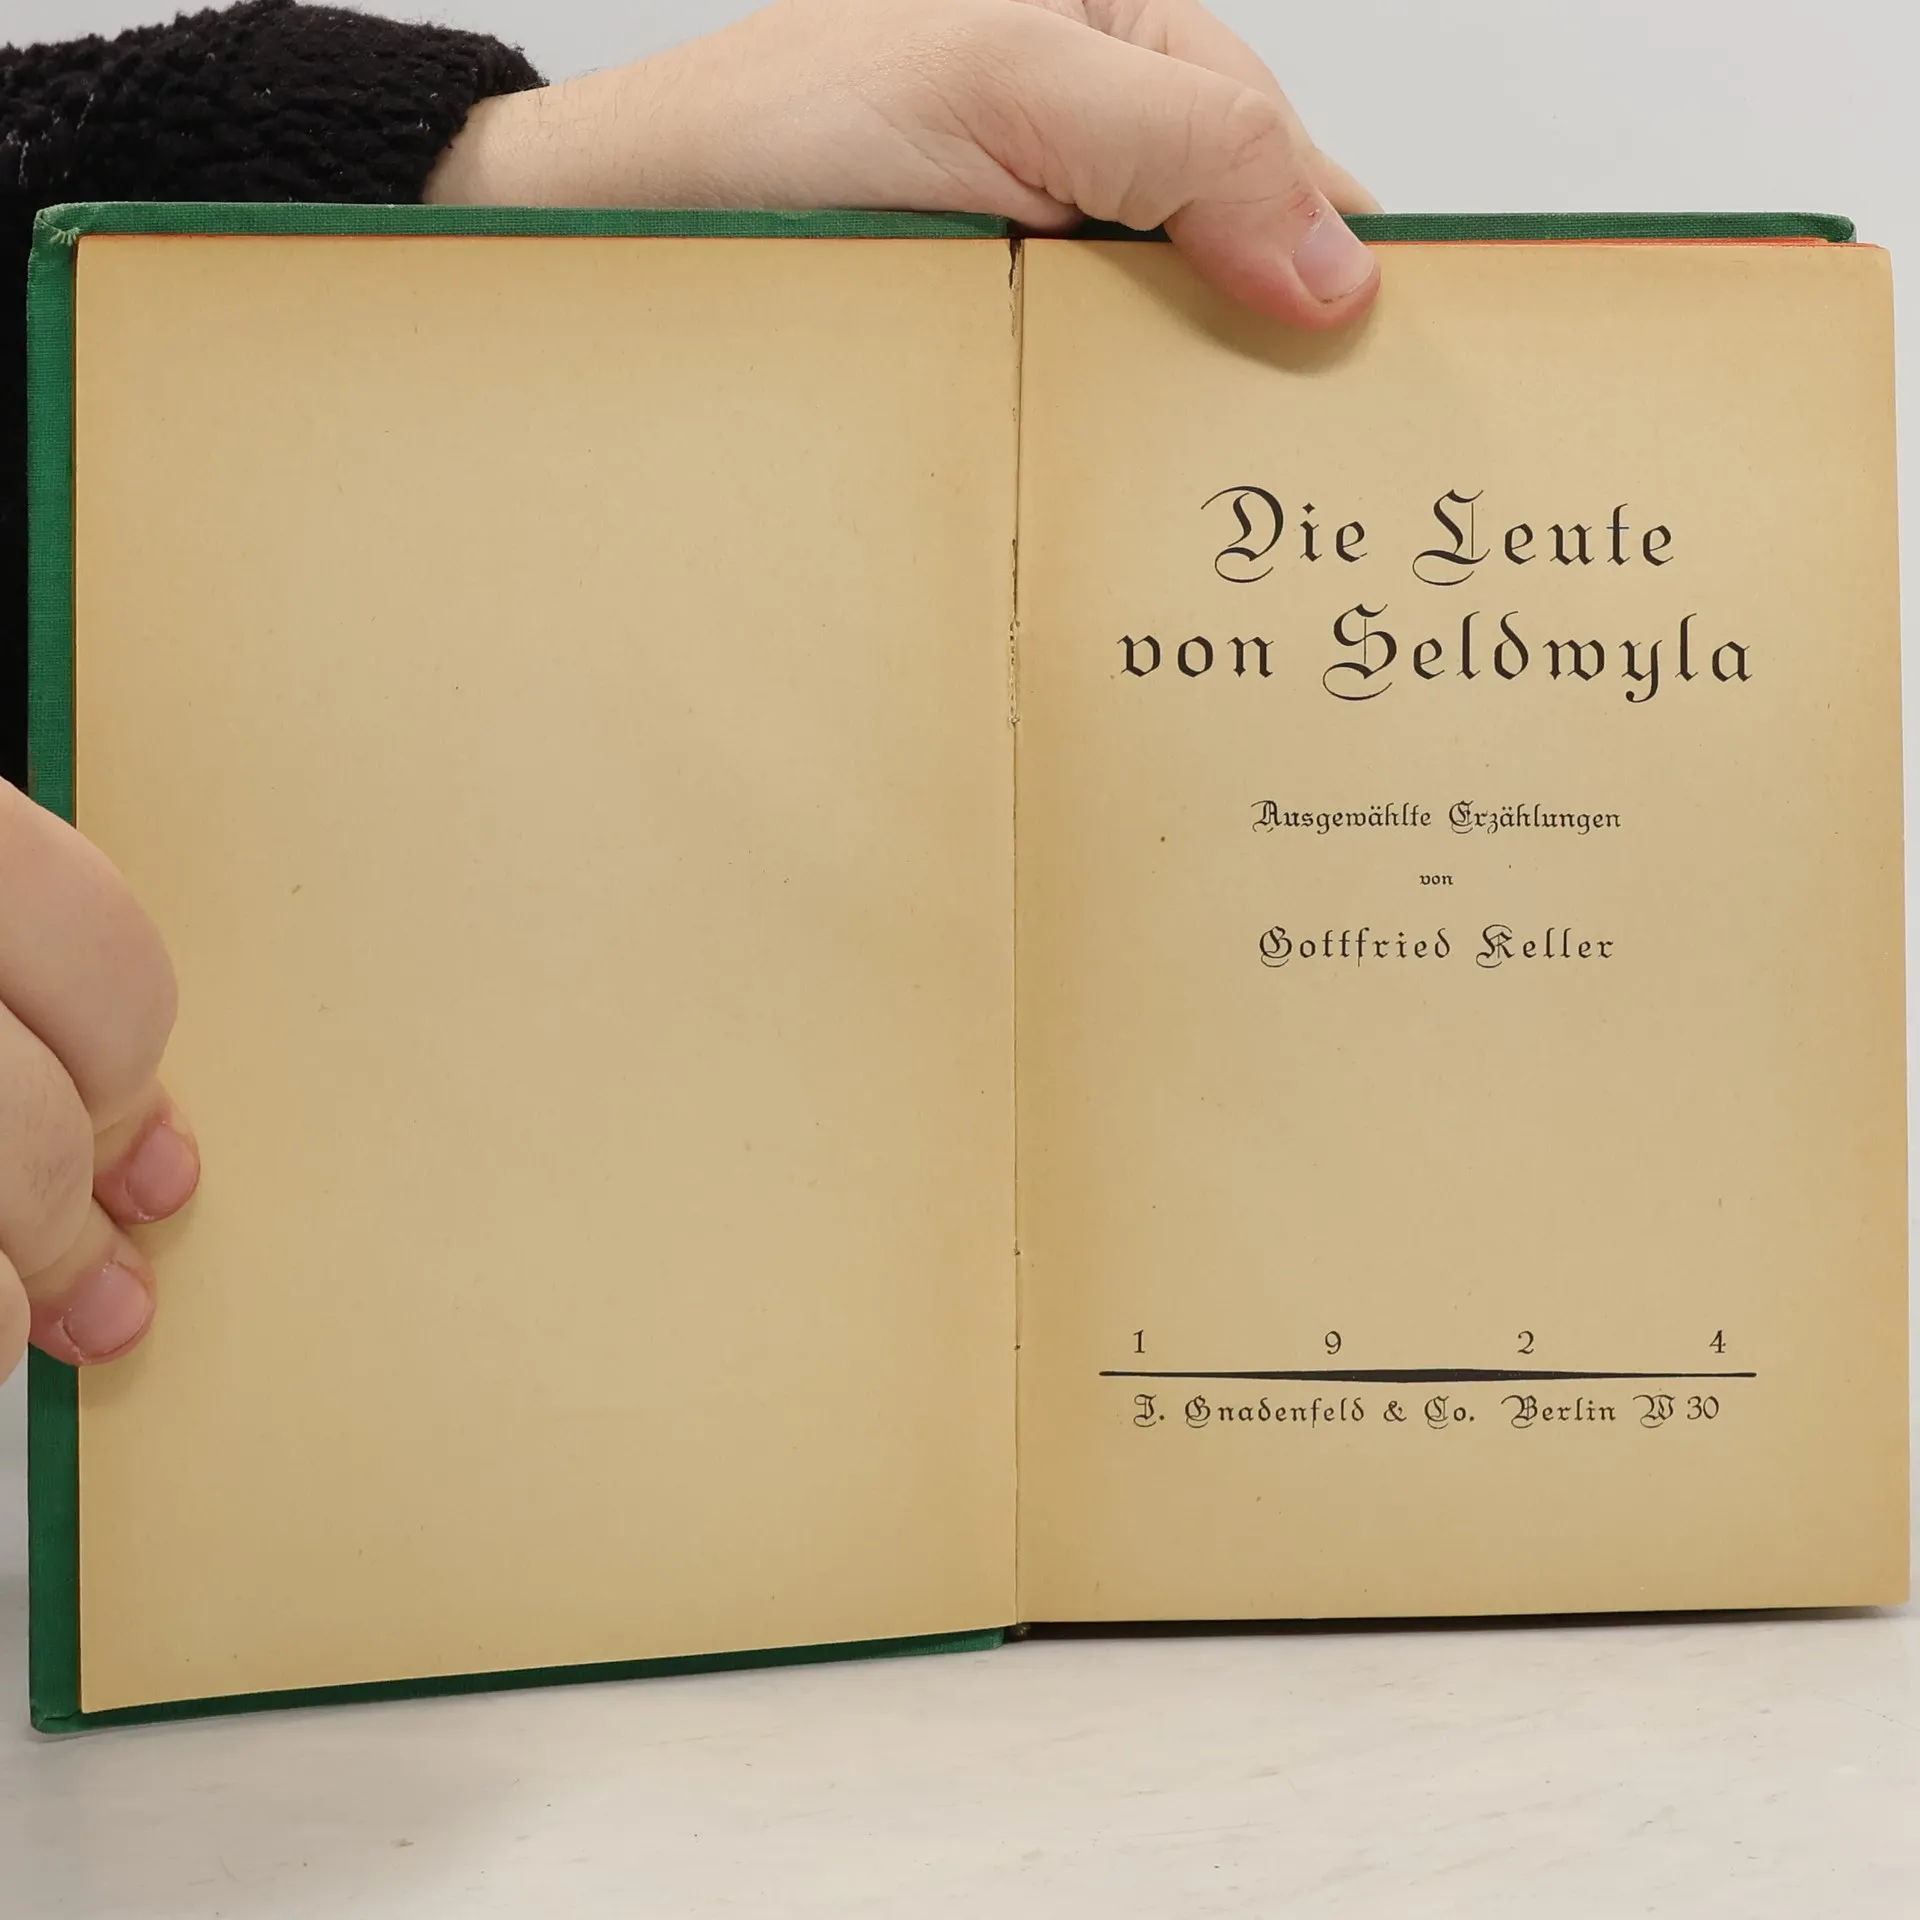 Die Leute
von Seldwyla
Ausgewählte Erzählungen
von
Gottfried Keller
1 9 2 4
J. Gnadenfeld & Co. Berlin W 30